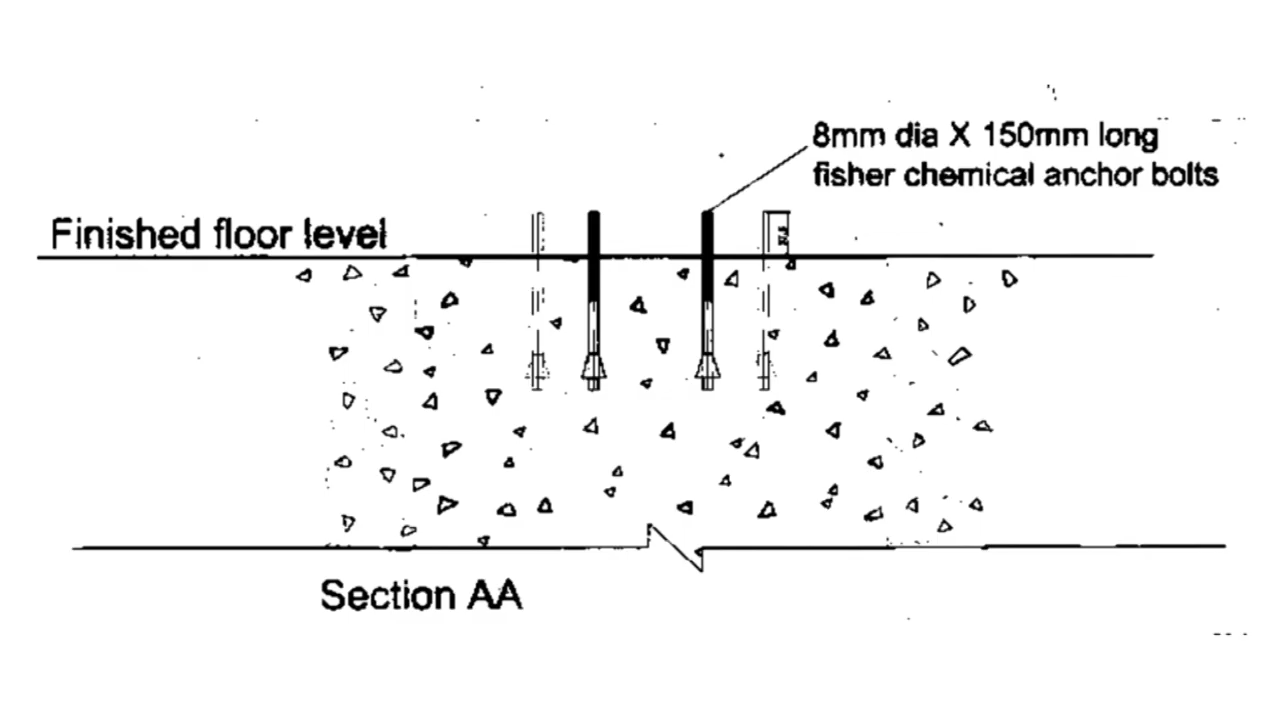 8mm dia X 150mm long
fisher chemical anchor bolts
Finished floor level
Section AA